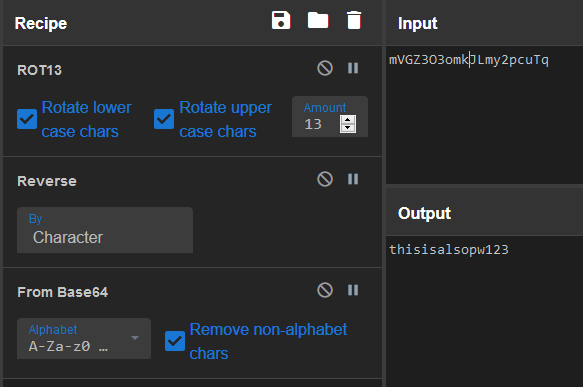 Recipe
ROT13
Rotate lower case chars
Rotate upper case chars
Amount
13
Reverse
By
Character
From Base64
Alphabet
A-Za-z0 …
Remove non-alphabet chars
Input
mVGZ3O3omkJLmy2pcuTq
Output
thisisalsopw123